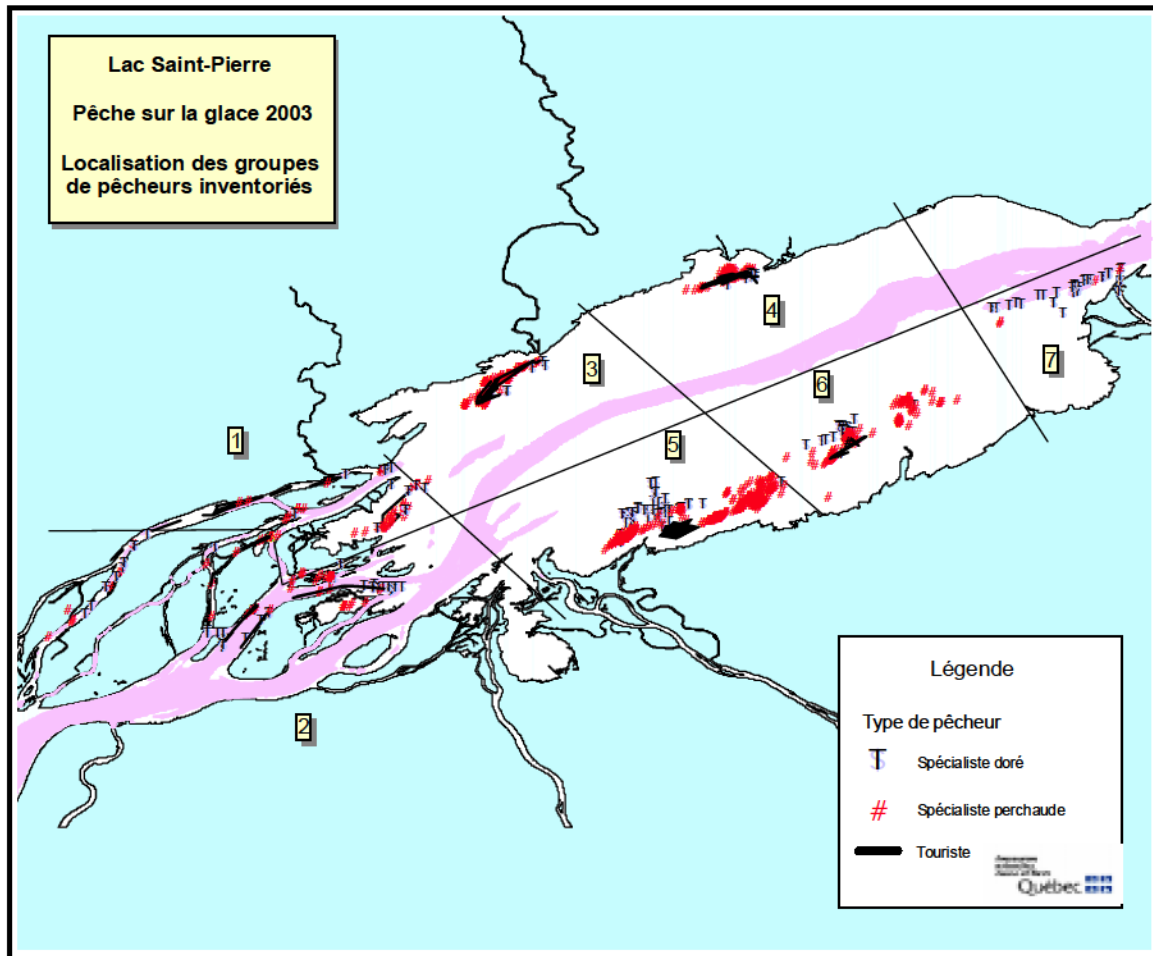 Lac Saint-Pierre
Pêche sur la glace 2003
Localisation des groupes
de pêcheurs inventoriés
4
3
7
6
1
5
2
Légende
Type de pêcheur
T Spécialiste doré
# Spécialiste perchaude
Touriste
Québec